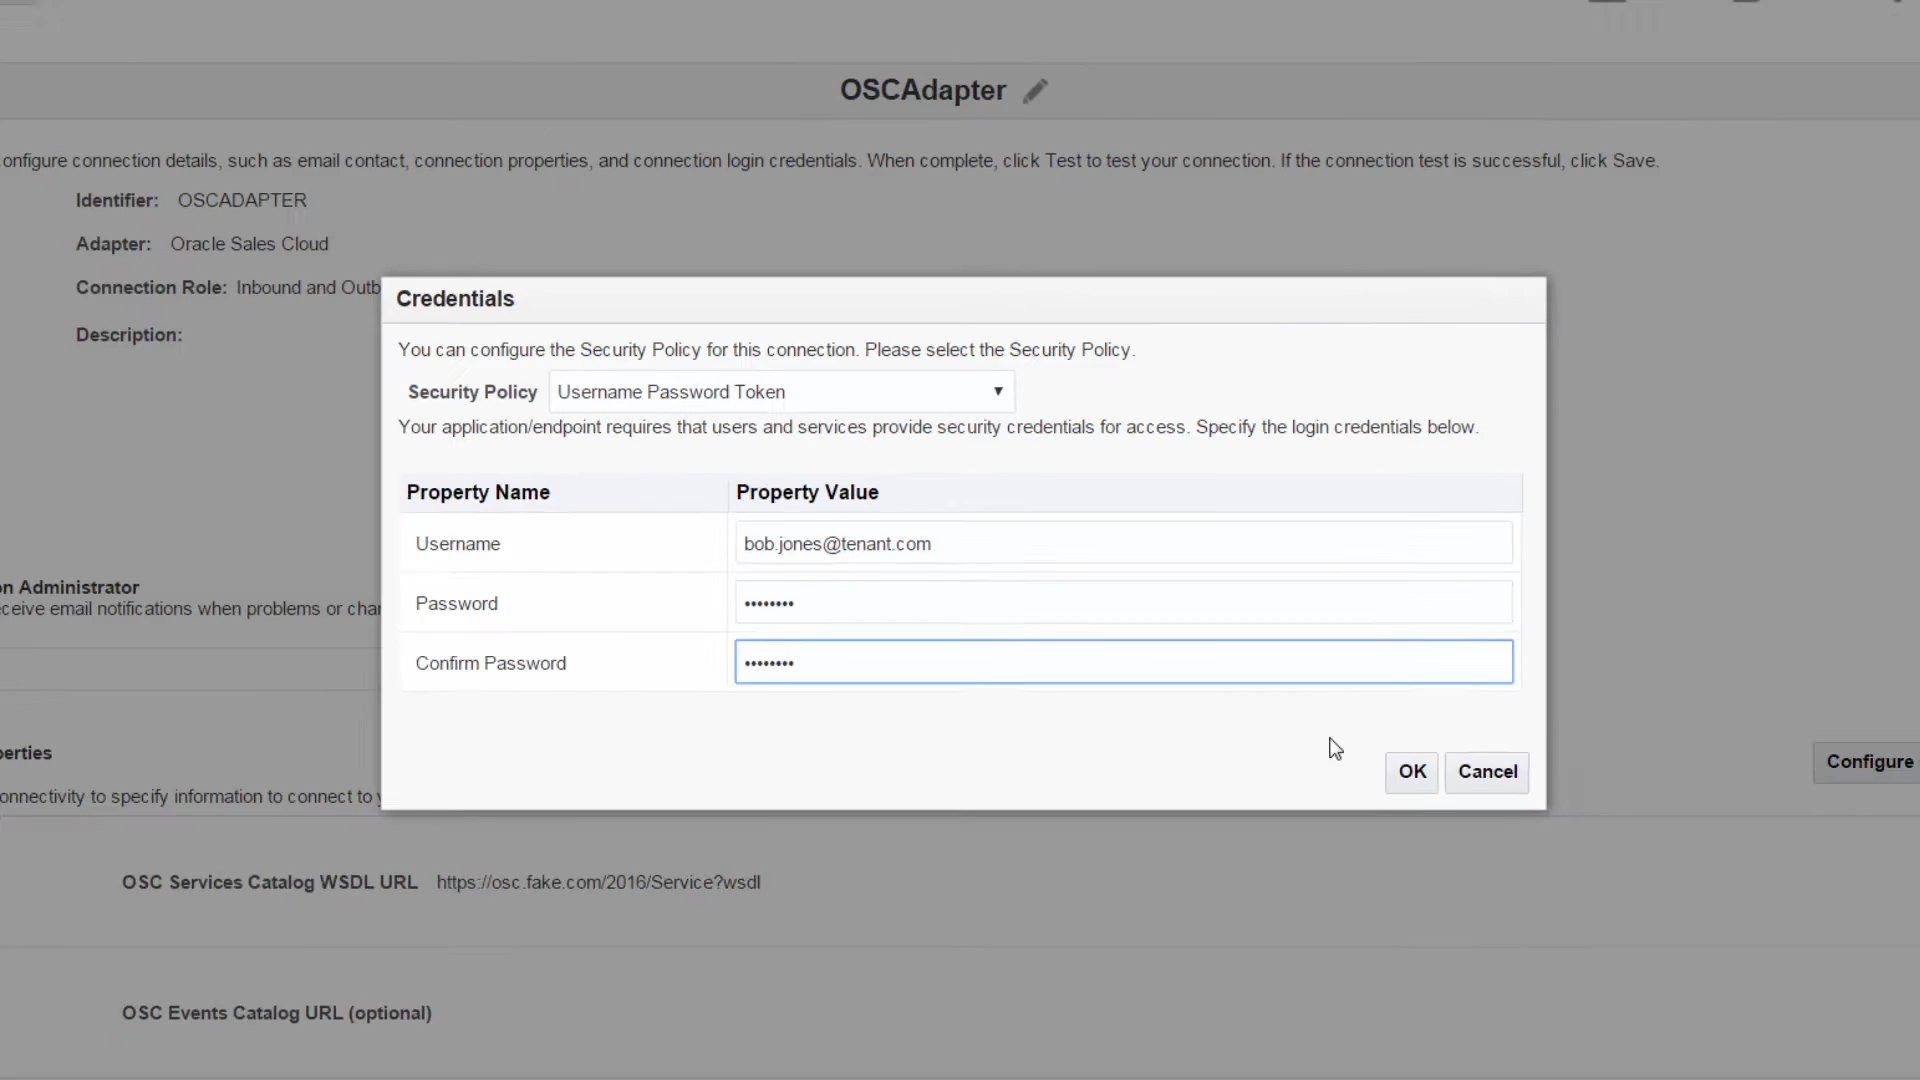 OSCAdapter
onfigure connection details, such as email contact, connection properties, and connection login credentials. When complete, click Test to test your connection. If the connection test is successful, click Save.
Identifier: OSCADAPTER
Adapter: Oracle Sales Cloud
Connection Role: Inbound and Outb
Description:
Credentials
You can configure the Security Policy for this connection. Please select the Security Policy.
Security Policy Username Password Token
Your application/endpoint requires that users and services provide security credentials for access. Specify the login credentials below.
Property Name Property Value
Username bob.jones@tenant.com
Password ••••••••
Confirm Password ••••••••
OK Cancel
on Administrator
eceive email notifications when problems or char
perties
Configure
onnectivity to specify information to connect to y
OSC Services Catalog WSDL URL https://osc.fake.com/2016/Service?wsdl
OSC Events Catalog URL (optional)